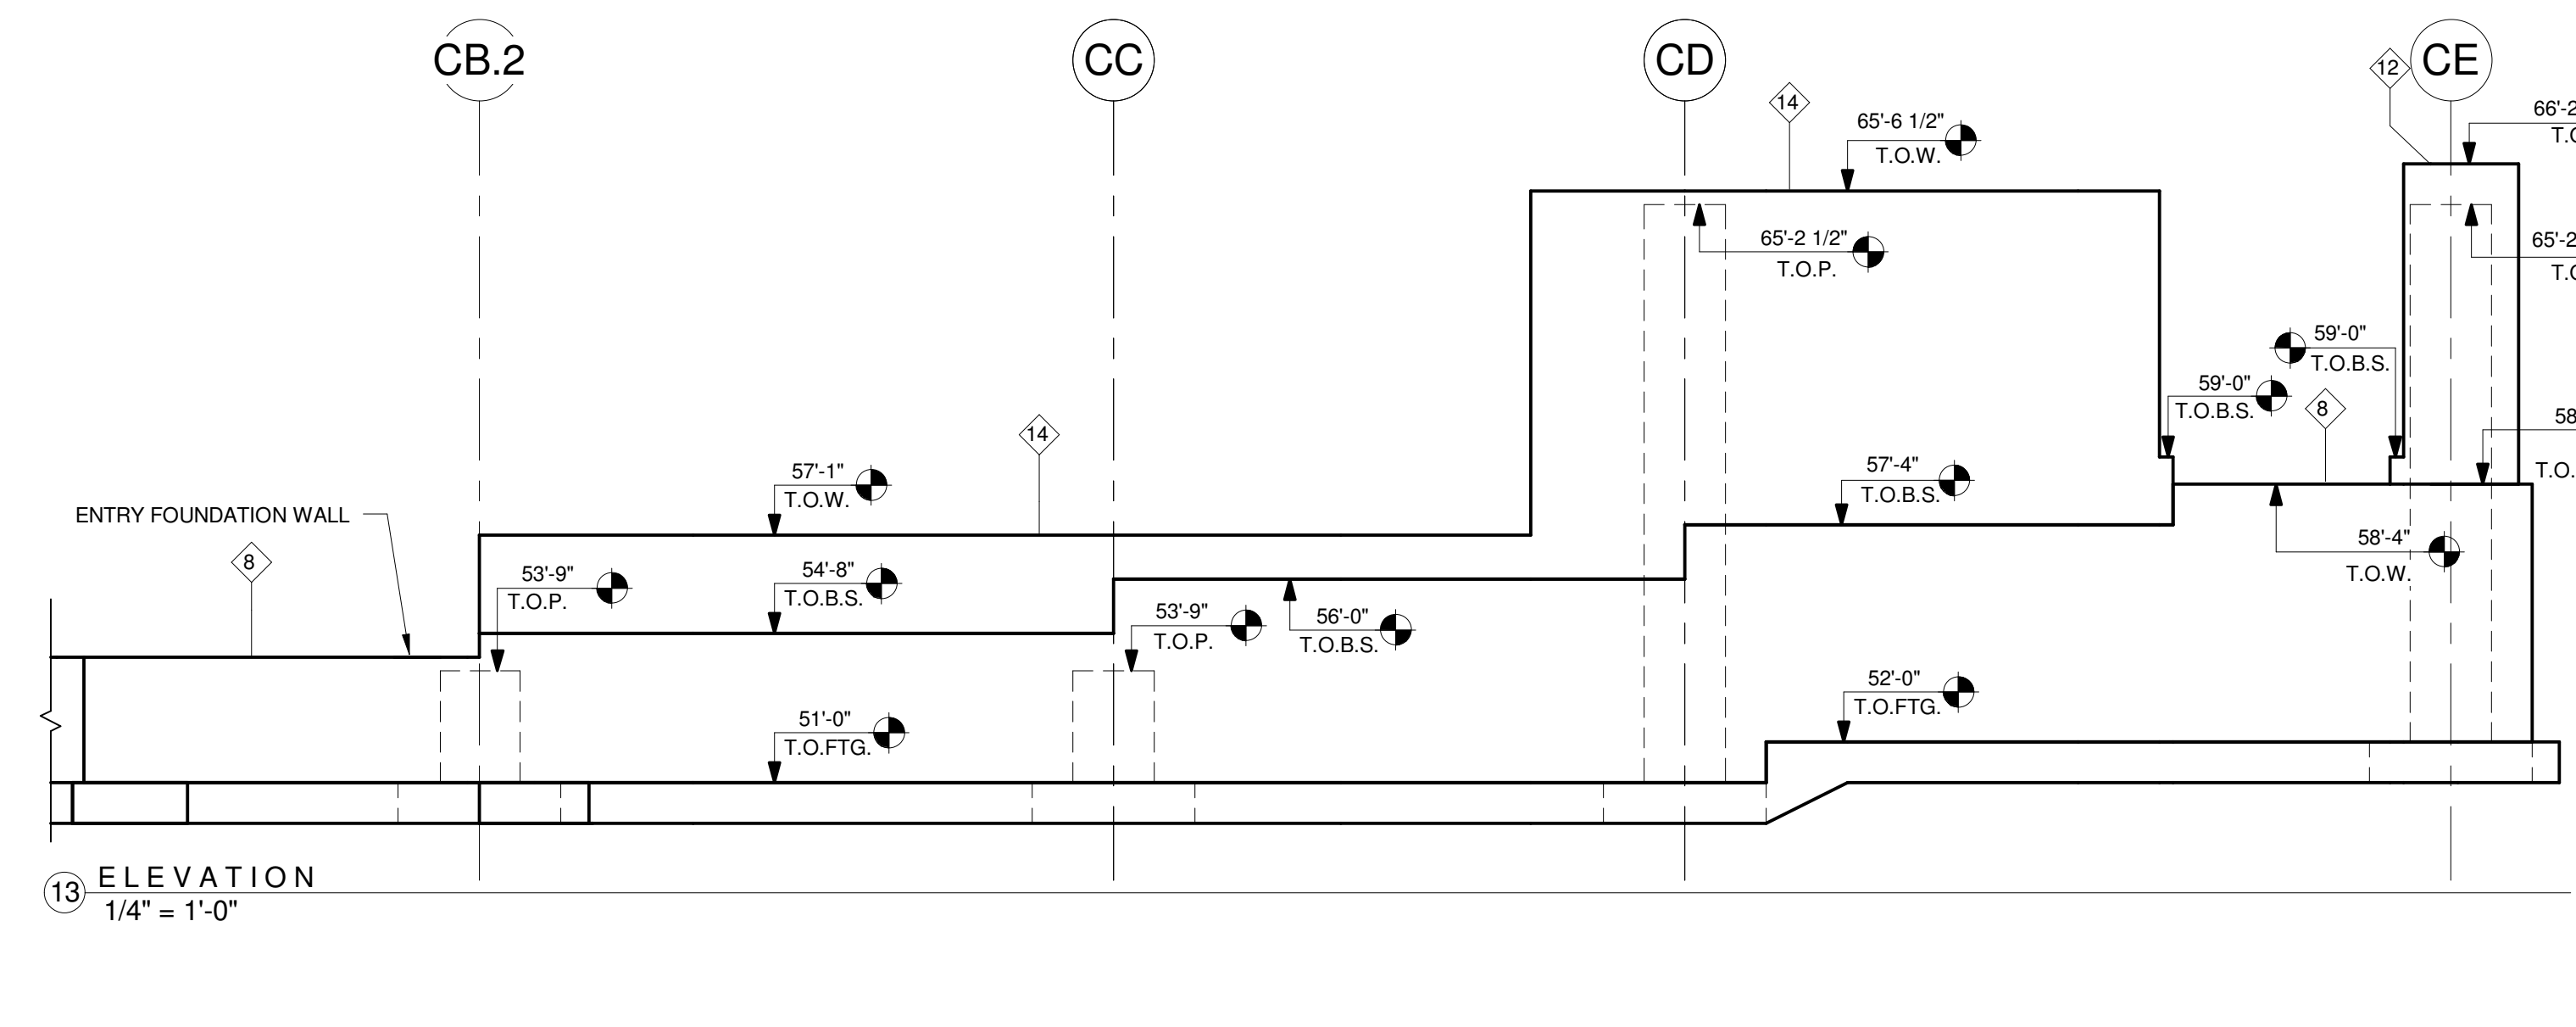 CB.2
CC
CD
CE
12
14
66'-2
65'-6 1/2"
T.O.W.
65'-2 1/2"
T.O.P.
65'-2
59'-0"
T.O.B.S.
59'-0"
T.O.B.S.
8
14
58
T.O.
57'-1"
T.O.W.
57'-4"
T.O.B.S.
ENTRY FOUNDATION WALL
8
58'-4"
T.O.W.
53'-9"
T.O.P.
54'-8"
T.O.B.S.
53'-9"
T.O.P.
56'-0"
T.O.B.S.
52'-0"
T.O.FTG.
51'-0"
T.O.FTG.
13
ELEVATION
1/4" = 1'-0"